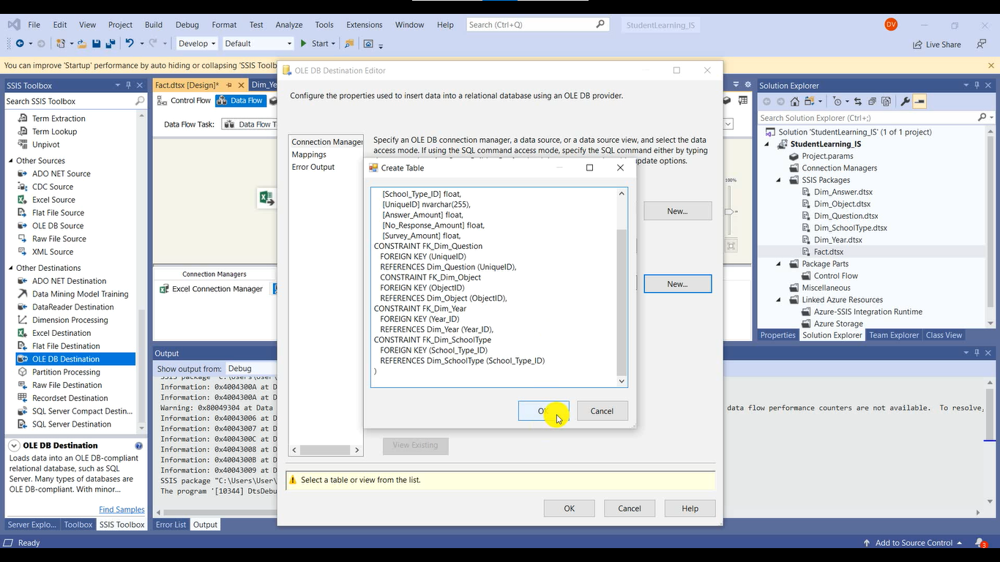 File Edit View Project Build Debug Format Test Analyze Tools Extensions Window Help Search (Ctrl+Q) StudentLearning_IS DV
Develop Default Start Live Share
You can improve 'Startup' performance by auto hiding or collapsing 'SSIS
SSIS Toolbox
Search SSIS Toolbox
Term Extraction
Term Lookup
Unpivot
Other Sources
ADO NET Source
CDC Source
Excel Source
Flat File Source
OLE DB Source
Raw File Source
XML Source
Other Destinations
ADO NET Destination
Data Mining Model Training
DataReader Destination
Dimension Processing
Excel Destination
Flat File Destination
OLE DB Destination
Partition Processing
Raw File Destination
Recordset Destination
SQL Server Compact Destin...
SQL Server Destination
OLE DB Destination
Loads data into an OLE DB-compliant
relational database, such as SQL
Server. Many types of databases are
OLE DB-compliant. With minor...
Find Samples
Server Explo... Toolbox SSIS Toolbox
Fact.dtsx [Design]*
Control Flow Data Flow
Data Flow Task: Data Flow
100%
Connection Managers
Excel Connection Manager
Output
Show output from: Debug
Information: 0x4004300A at D
Information: 0x4004300A at D
Warning: 0x80049304 at Data
data flow performance counters are not available. To resolve,
Information: 0x40043006 at D
Information: 0x40043007 at D
Information: 0x4004300C at D
Information: 0x40043008 at D
Information: 0x4004300B at D
Information: 0x40043009 at D
SSIS package "C:\Users\User\
The program '[10344] DtsDebu
Error List Output
OLE DB Destination Editor
Configure the properties used to insert data into a relational database using an OLE DB provider.
Connection Manager
Mappings
Error Output
Specify an OLE DB connection manager, a data source, or a data source view, and select the data
access mode. If using the SQL command access mode, specify the SQL command either by typing
update options.
New...
New...
Create Table
[School_Type_ID] float,
[UniqueID] nvarchar(255),
[Answer_Amount] float,
[No_Response_Amount] float,
[Survey_Amount] float,
CONSTRAINT FK_Dim_Question
FOREIGN KEY (UniqueID)
REFERENCES Dim_Question (UniqueID),
CONSTRAINT FK_Dim_Object
FOREIGN KEY (ObjectID)
REFERENCES Dim_Object (ObjectID),
CONSTRAINT FK_Dim_Year
FOREIGN KEY (Year_ID)
REFERENCES Dim_Year (Year_ID),
CONSTRAINT FK_Dim_SchoolType
FOREIGN KEY (School_Type_ID)
REFERENCES Dim_SchoolType (School_Type_ID)
)
OK Cancel
View Existing
Select a table or view from the list.
OK Cancel Help
Solution Explorer
Search Solution Explorer (Ctrl+;)
Solution 'StudentLearning_IS' (1 of 1 project)
StudentLearning_IS
Project.params
Connection Managers
SSIS Packages
Dim_Answer.dtsx
Dim_Object.dtsx
Dim_Question.dtsx
Dim_SchoolType.dtsx
Dim_Year.dtsx
Fact.dtsx
Package Parts
Control Flow
Miscellaneous
Linked Azure Resources
Azure-SSIS Integration Runtime
Azure Storage
Properties Solution Explorer Team Explorer Class View
Ready Add to Source Control 3